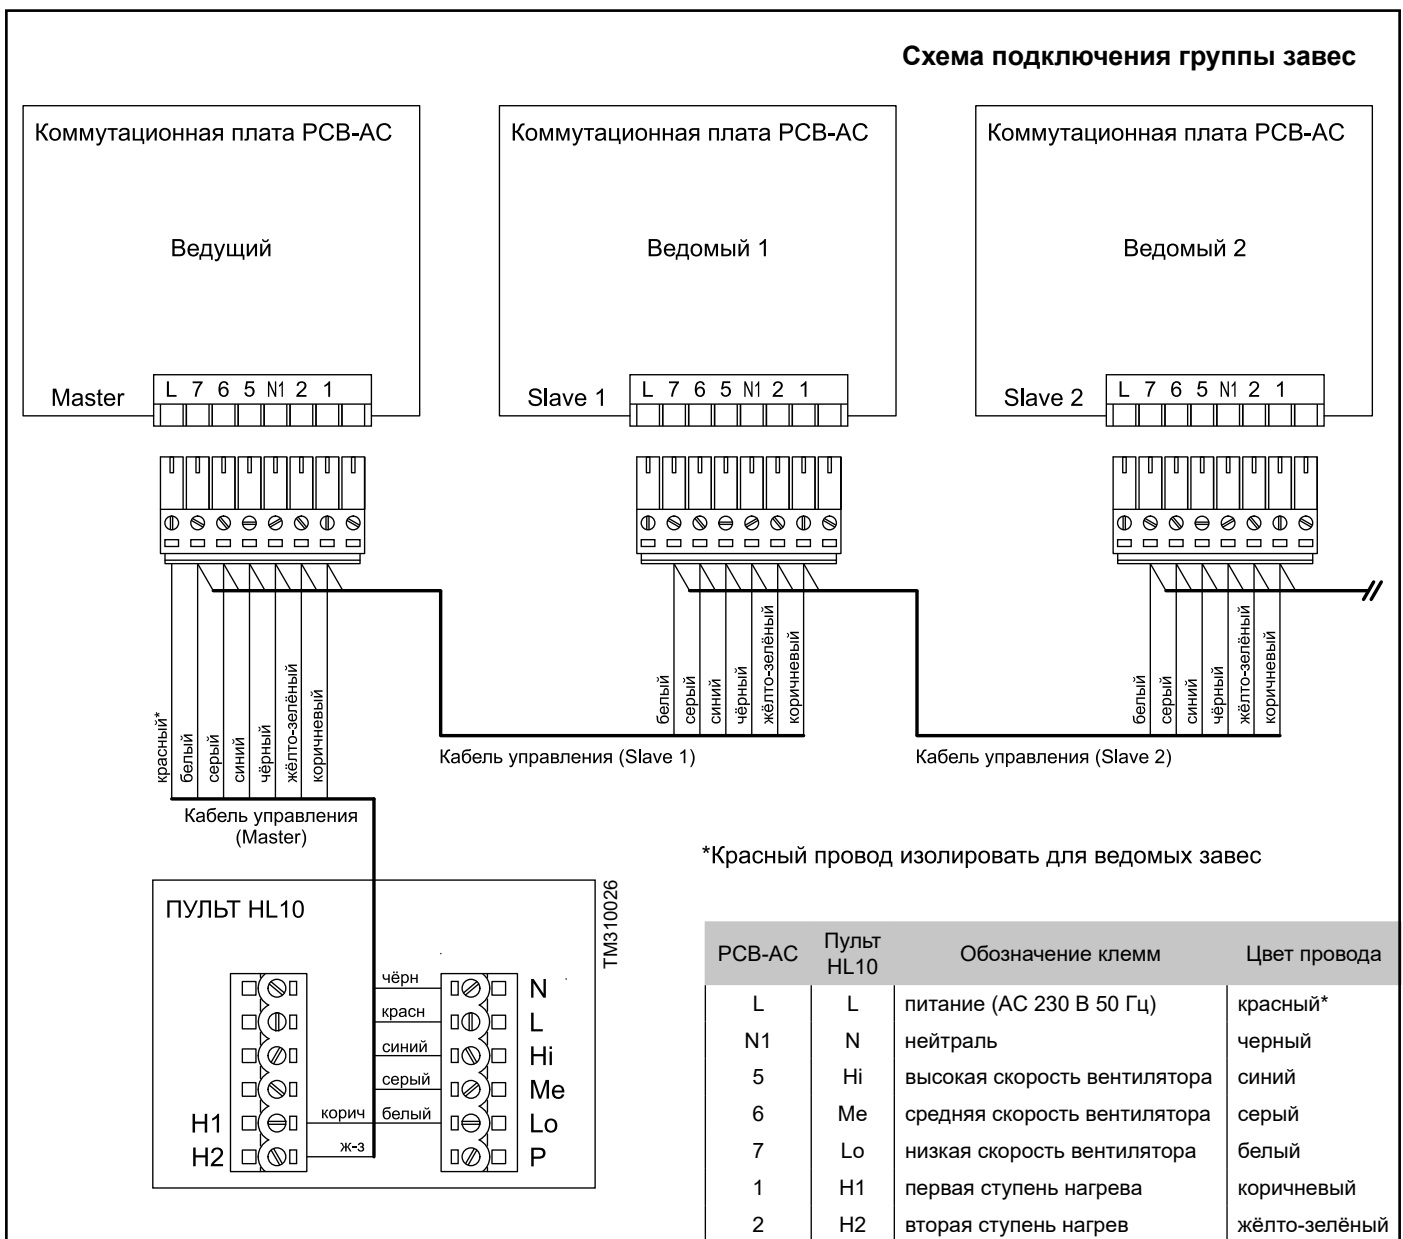 Схема подключения группы завес
Коммутационная плата PCB-AC
Ведущий
Master
L 7 6 5 N1 2 1
Коммутационная плата PCB-AC
Ведомый 1
Slave 1
L 7 6 5 N1 2 1
Коммутационная плата PCB-AC
Ведомый 2
Slave 2
L 7 6 5 N1 2 1
красный*
белый
серый
синий
чёрный
жёлто-зелёный
коричневый
Кабель управления
(Master)
белый
серый
синий
чёрный
жёлто-зелёный
коричневый
Кабель управления (Slave 1)
белый
серый
синий
чёрный
жёлто-зелёный
коричневый
Кабель управления (Slave 2)
*Красный провод изолировать для ведомых завес
ПУЛЬТ HL10
TM310026
чёрн N
красн L
синий Hi
серый Me
H1 корич белый Lo
H2 ж-з P
PCB-AC Пульт HL10 Обозначение клемм Цвет провода
L L питание (АС 230 В 50 Гц) красный*
N1 N нейтраль черный
5 Hi высокая скорость вентилятора синий
6 Me средняя скорость вентилятора серый
7 Lo низкая скорость вентилятора белый
1 H1 первая ступень нагрева коричневый
2 H2 вторая ступень нагрев жёлто-зелёный